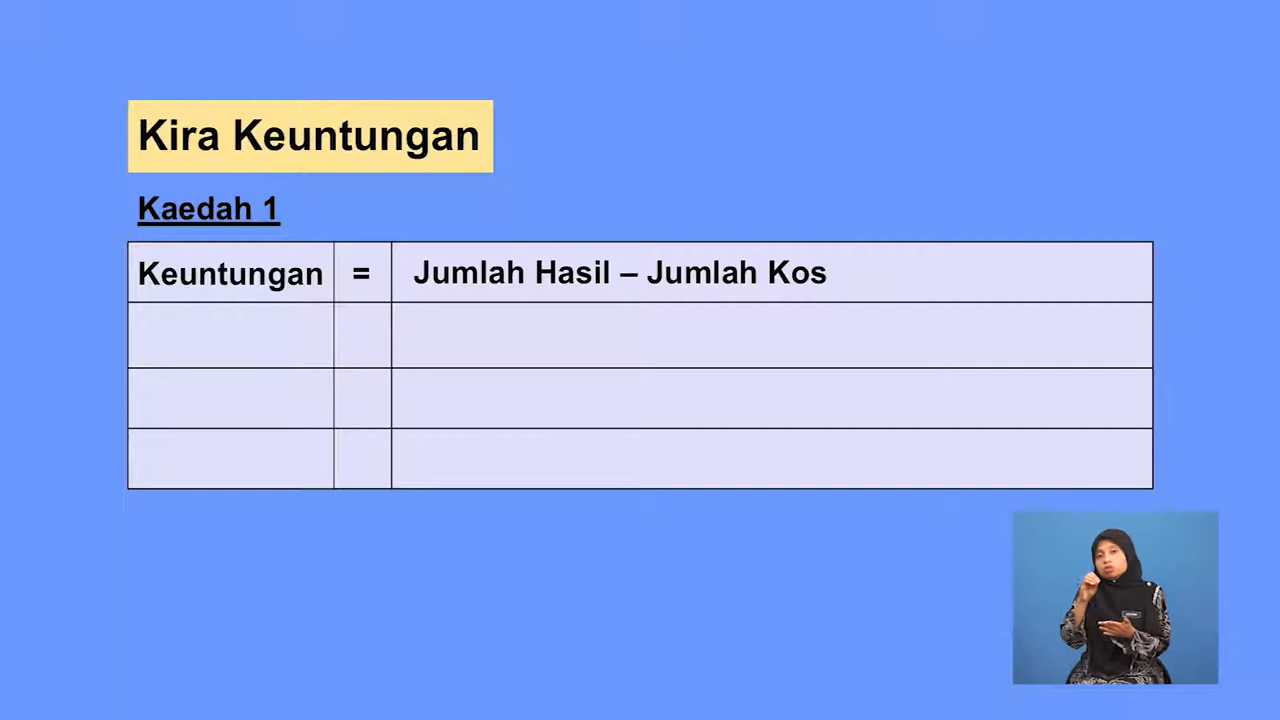 Kira Keuntungan
Kaedah 1
Keuntungan = Jumlah Hasil – Jumlah Kos